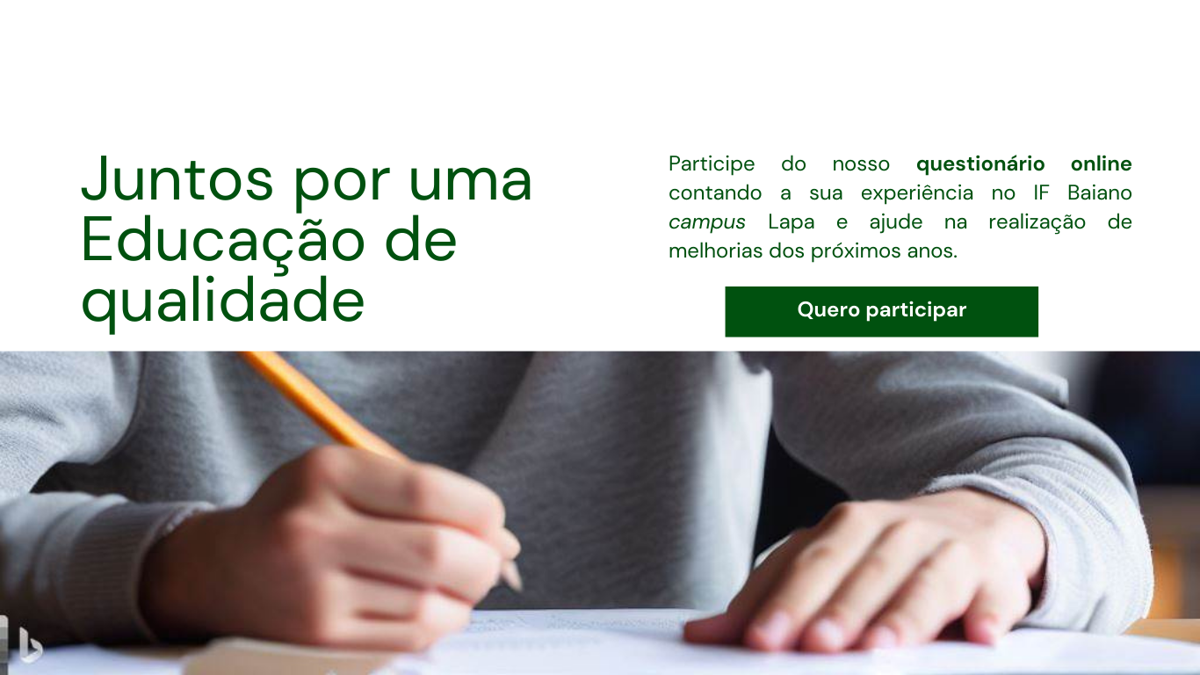 Juntos por uma
Educação de
qualidade
Participe do nosso questionário online
contando a sua experiência no IF Baiano
campus Lapa e ajude na realização de
melhorias dos próximos anos.
Quero participar